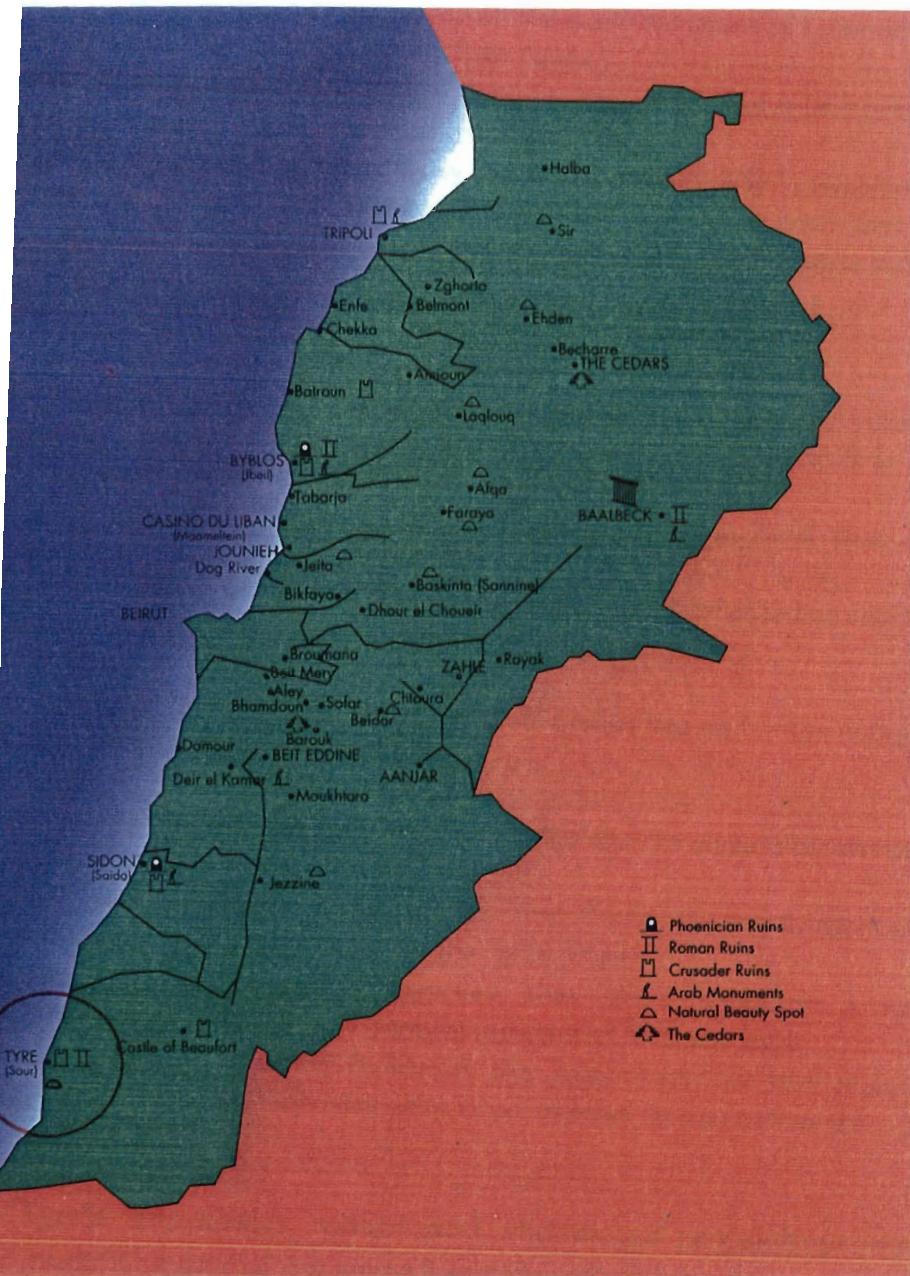 Halba
TRIPOLI
Sir
Zghorta
Enfe
Belmont
Ehden
Chekka
Becharre
THE CEDARS
Amioun
Batroun
Laqlouq
BYBLOS
(Jbeil)
Tabarja
Afqa
Faraya
BAALBECK
CASINO DU LIBAN
(Maameltein)
JOUNIEH
Jeita
Dog River
Bikfaya
Baskinta (Sannine)
Dhour el Choueir
BEIRUT
Broumana
Beit Mery
ZAHLE
Rayak
Aley
Bhamdoun
Sofar
Chtaura
Beidar
Barouk
Damour
BEIT EDDINE
Deir el Kamar
AANJAR
Moukhtara
SIDON
(Saida)
Jezzine
Phoenician Ruins
Roman Ruins
Crusader Ruins
Arab Monuments
Natural Beauty Spot
The Cedars
Castle of Beaufort
TYRE
(Sour)